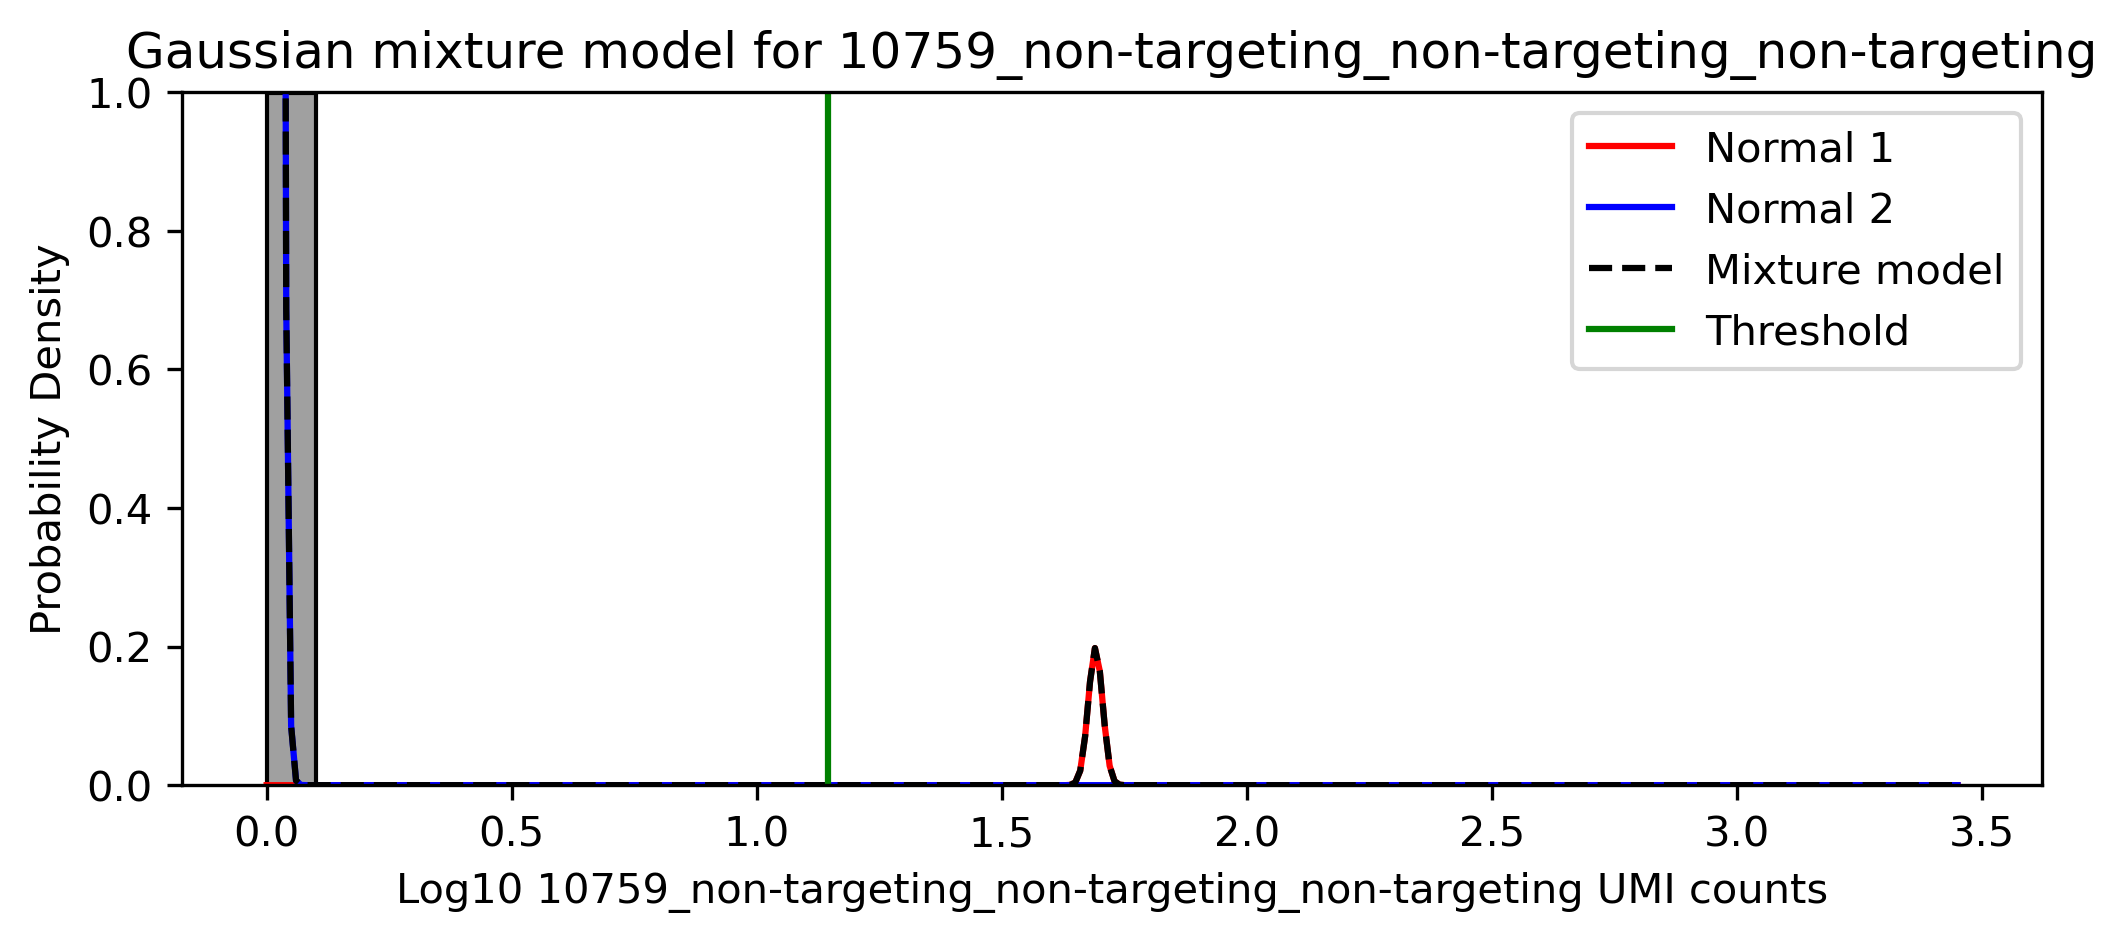 Gaussian mixture model for 10759_non-targeting_non-targeting_non-targeting
1.0
0.8
0.6
0.4
0.2
0.0
Probability Density
Normal 1
Normal 2
Mixture model
Threshold
0.0 0.5 1.0 1.5 2.0 2.5 3.0 3.5
Log10 10759_non-targeting_non-targeting_non-targeting UMI counts